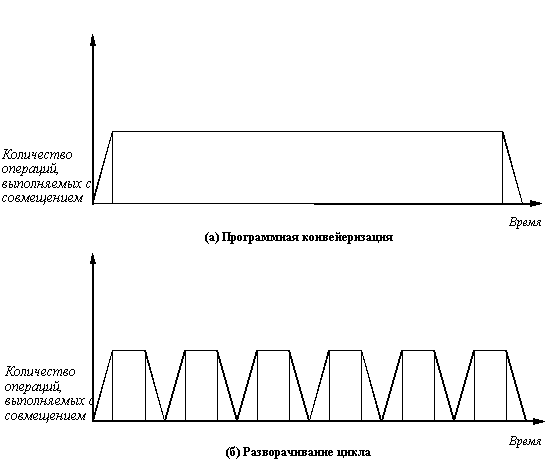 Количество
операций,
выполняемых с
совмещением
Время
(а) Программная конвейеризация
Количество
операций,
выполняемых с
совмещением
Время
(б) Разворачивание цикла